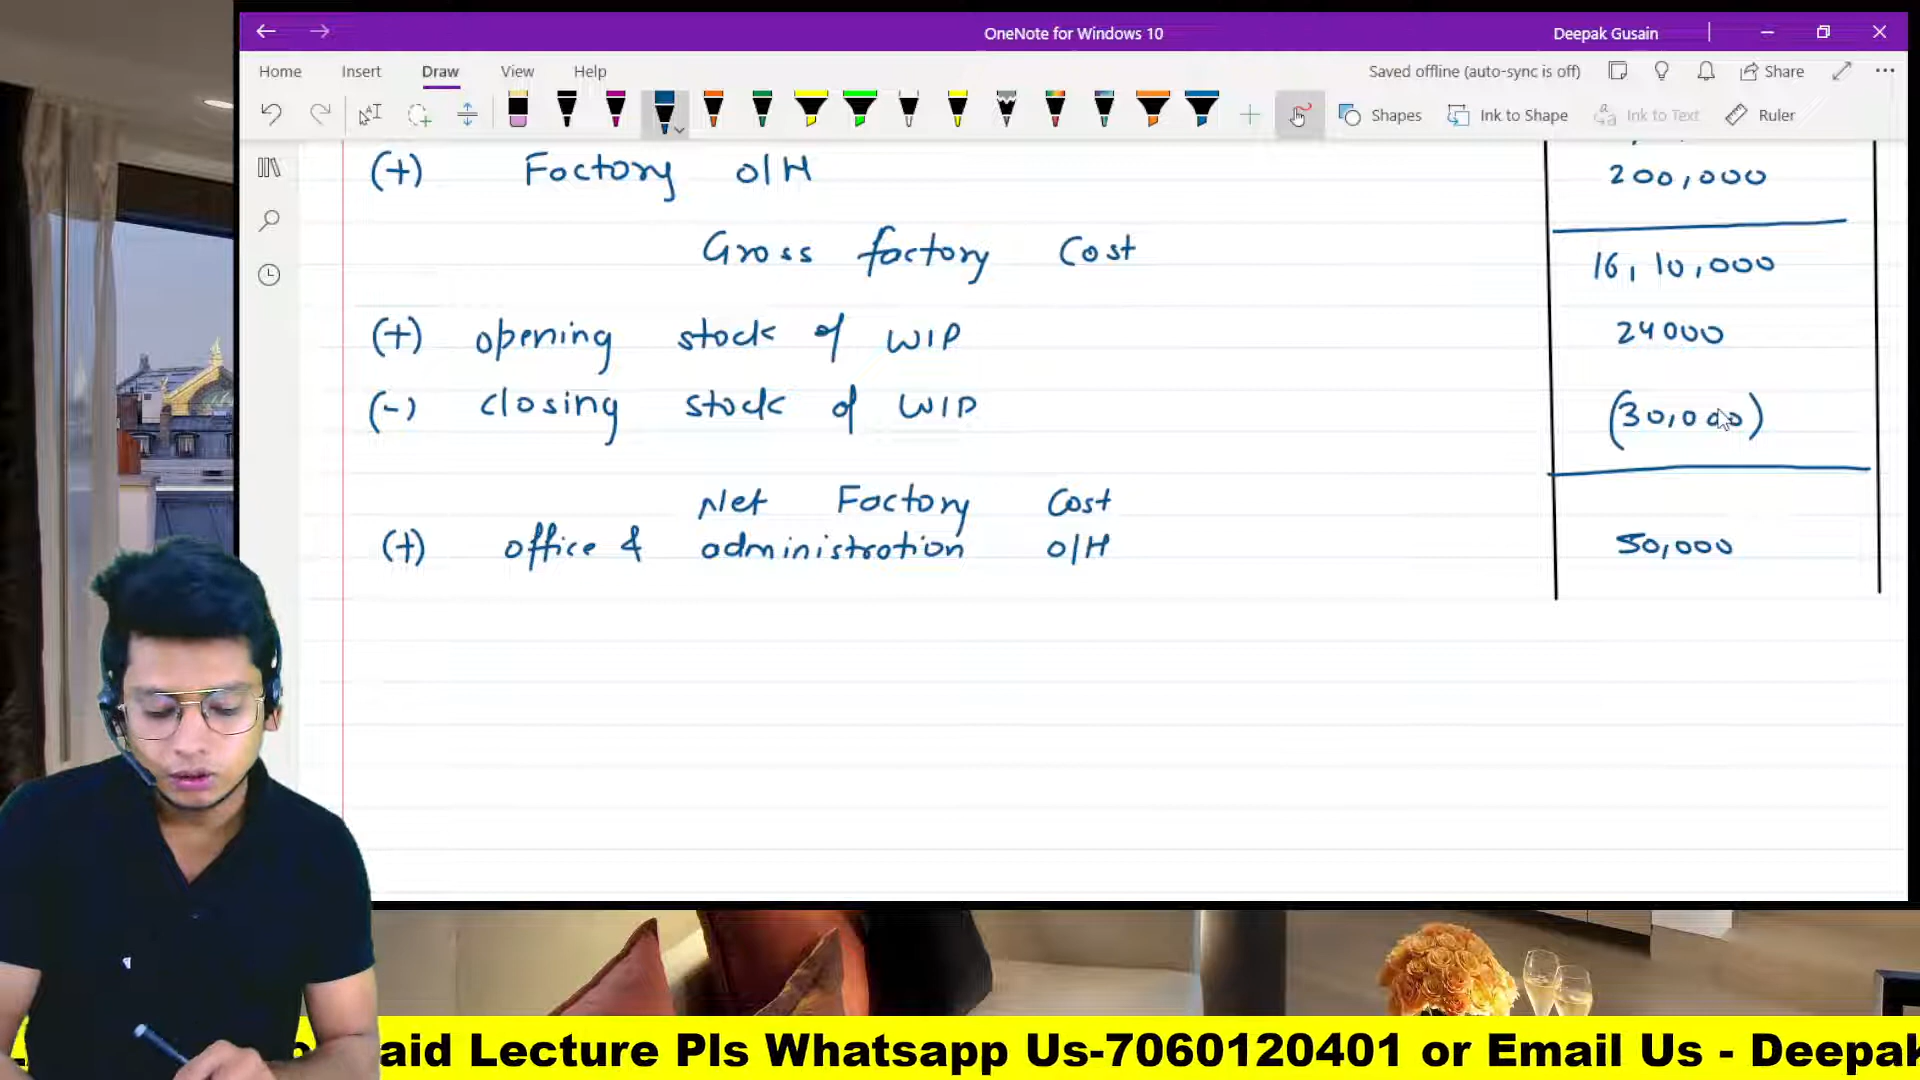 OneNote for Windows 10 Deepak Gusain
Home Insert Draw View Help Saved offline (auto-sync is off) Share
Shapes Ink to Shape Ink to Text Ruler
(+) Factory O/H 200,000
Gross factory Cost 16,10,000
(+) opening stock of WIP 24000
(-) closing stock of WIP (30,000)
Net Factory Cost
(+) office & administration O/H 50,000
aid Lecture Pls Whatsapp Us-7060120401 or Email Us - Deepak